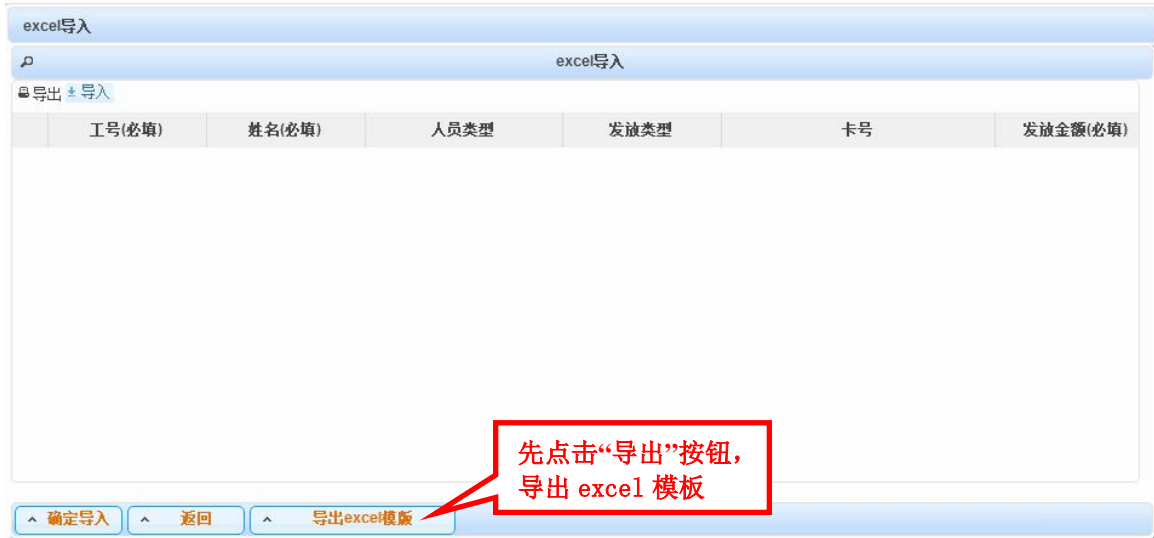 excel导入
excel导入
导出 导入
工号(必填) 姓名(必填) 人员类型 发放类型 卡号 发放金额(必填)
先点击“导出”按钮，
导出 excel 模板
确定导入 返回 导出excel模版